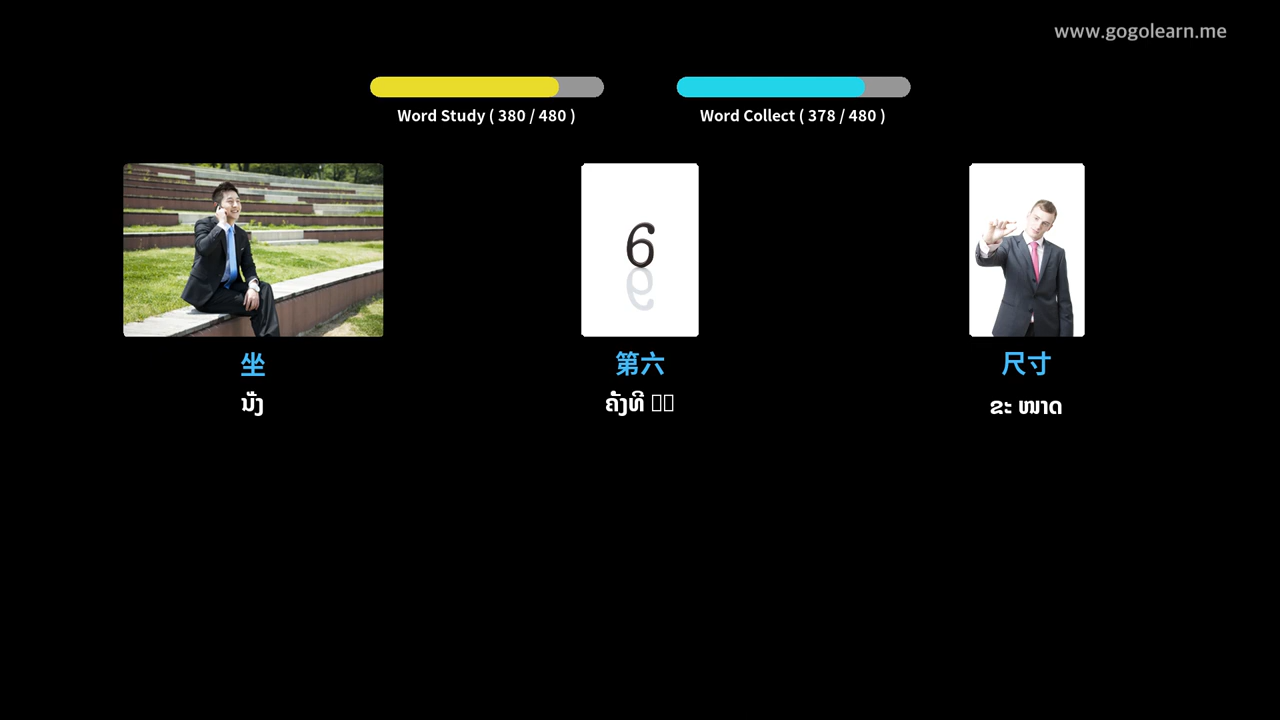 www.gogolearn.me
Word Study ( 380 / 480 )
Word Collect ( 378 / 480 )
6
坐
第六
尺寸
ນັ່ງ
ຄັ້ງທີ
ຂະ ໜາດ